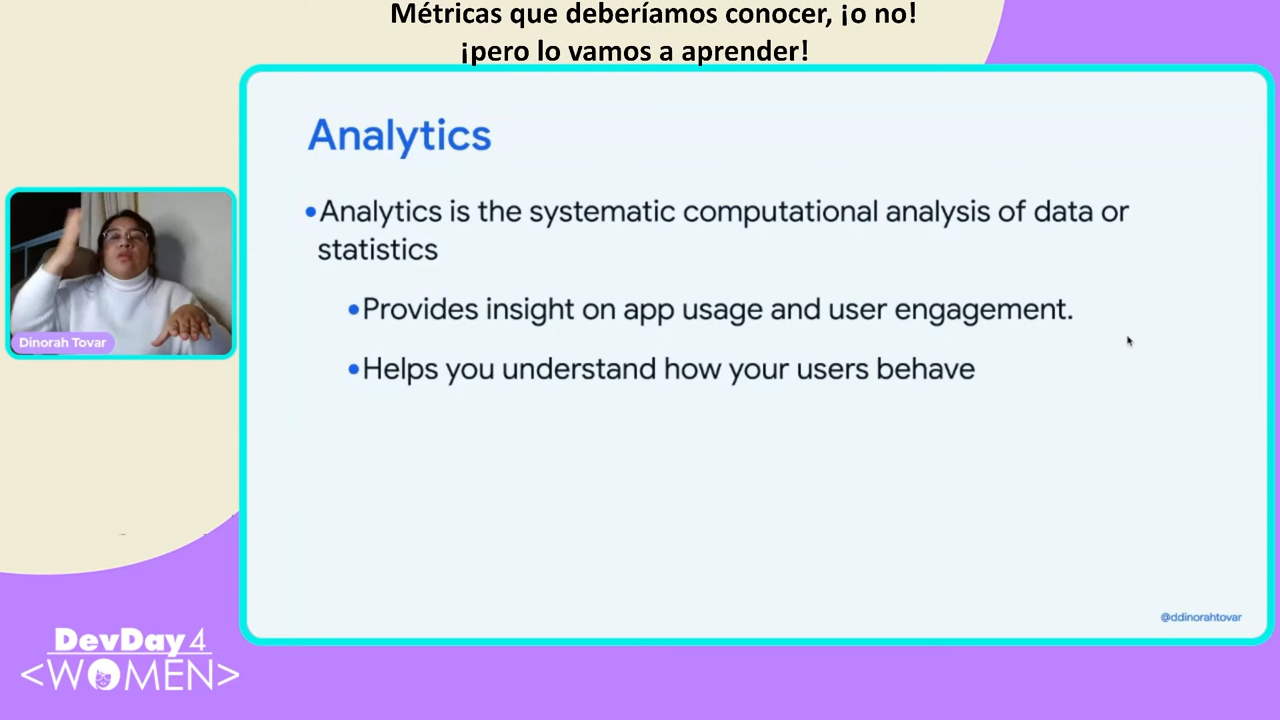 Métricas que deberíamos conocer, ¡o no!
¡pero lo vamos a aprender!
Analytics
•Analytics is the systematic computational analysis of data or
statistics
•Provides insight on app usage and user engagement.
•Helps you understand how your users behave
Dinorah Tovar
@ddinorahtovar
DevDay4
<WOMEN>